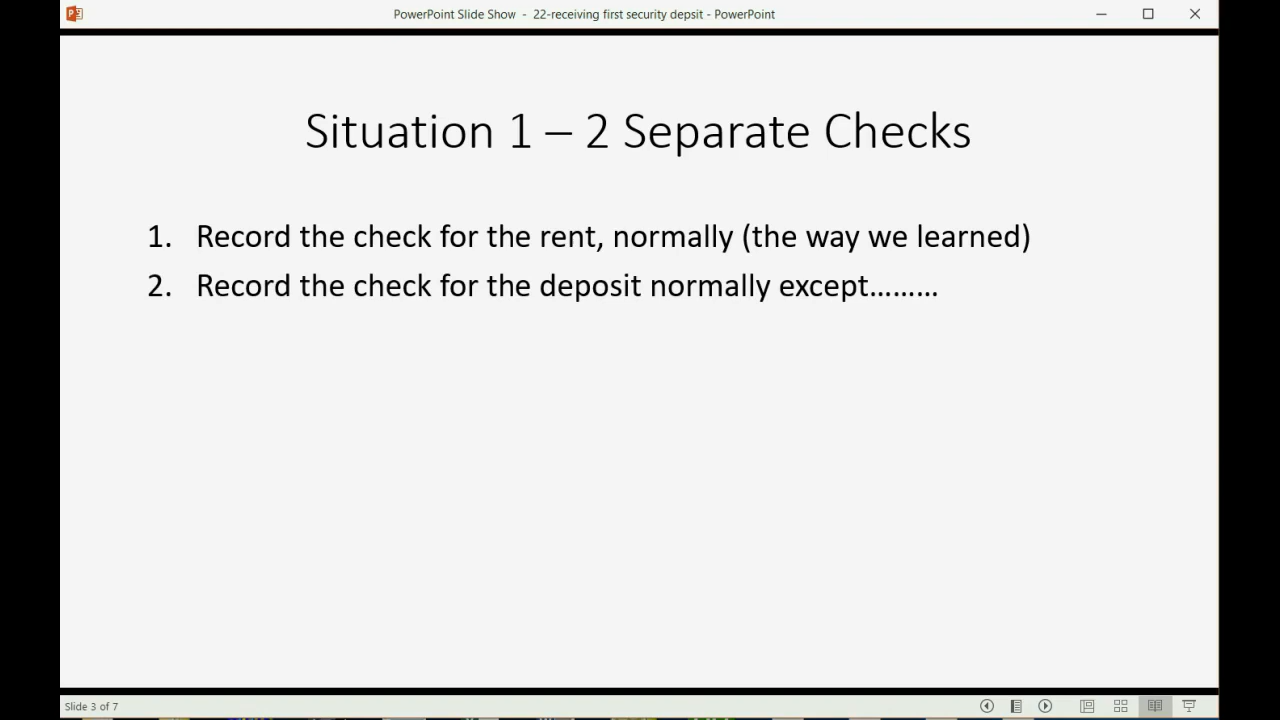 PowerPoint Slide Show - 22-receiving first security depsit - PowerPoint
Situation 1 – 2 Separate Checks
1. Record the check for the rent, normally (the way we learned)
2. Record the check for the deposit normally except………
Slide 3 of 7